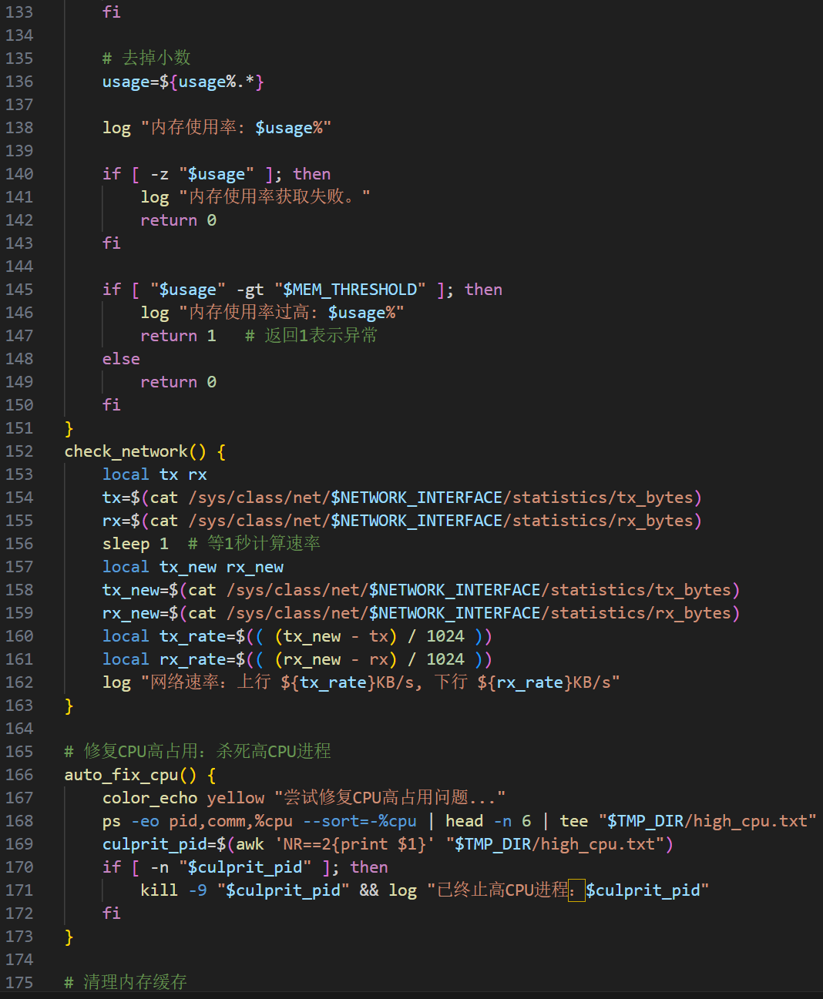 133 fi
134
135 # 去掉小数
136 usage=${usage%.*}
137
138 log "内存使用率: $usage%"
139
140 if [ -z "$usage" ]; then
141 log "内存使用率获取失败。"
142 return 0
143 fi
144
145 if [ "$usage" -gt "$MEM_THRESHOLD" ]; then
146 log "内存使用率过高: $usage%"
147 return 1   # 返回1表示异常
148 else
149 return 0
150 fi
151 }
152 check_network() {
153 local tx rx
154 tx=$(cat /sys/class/net/$NETWORK_INTERFACE/statistics/tx_bytes)
155 rx=$(cat /sys/class/net/$NETWORK_INTERFACE/statistics/rx_bytes)
156 sleep 1  # 等1秒计算速率
157 local tx_new rx_new
158 tx_new=$(cat /sys/class/net/$NETWORK_INTERFACE/statistics/tx_bytes)
159 rx_new=$(cat /sys/class/net/$NETWORK_INTERFACE/statistics/rx_bytes)
160 local tx_rate=$(( (tx_new - tx) / 1024 ))
161 local rx_rate=$(( (rx_new - rx) / 1024 ))
162 log "网络速率: 上行 ${tx_rate}KB/s, 下行 ${rx_rate}KB/s"
163 }
164
165 # 修复CPU高占用: 杀死高CPU进程
166 auto_fix_cpu() {
167 color_echo yellow "尝试修复CPU高占用问题..."
168 ps -eo pid,comm,%cpu --sort=-%cpu | head -n 6 | tee "$TMP_DIR/high_cpu.txt"
169 culprit_pid=$(awk 'NR==2{print $1}' "$TMP_DIR/high_cpu.txt")
170 if [ -n "$culprit_pid" ]; then
171 kill -9 "$culprit_pid" && log "已终止高CPU进程：$culprit_pid"
172 fi
173 }
174
175 # 清理内存缓存